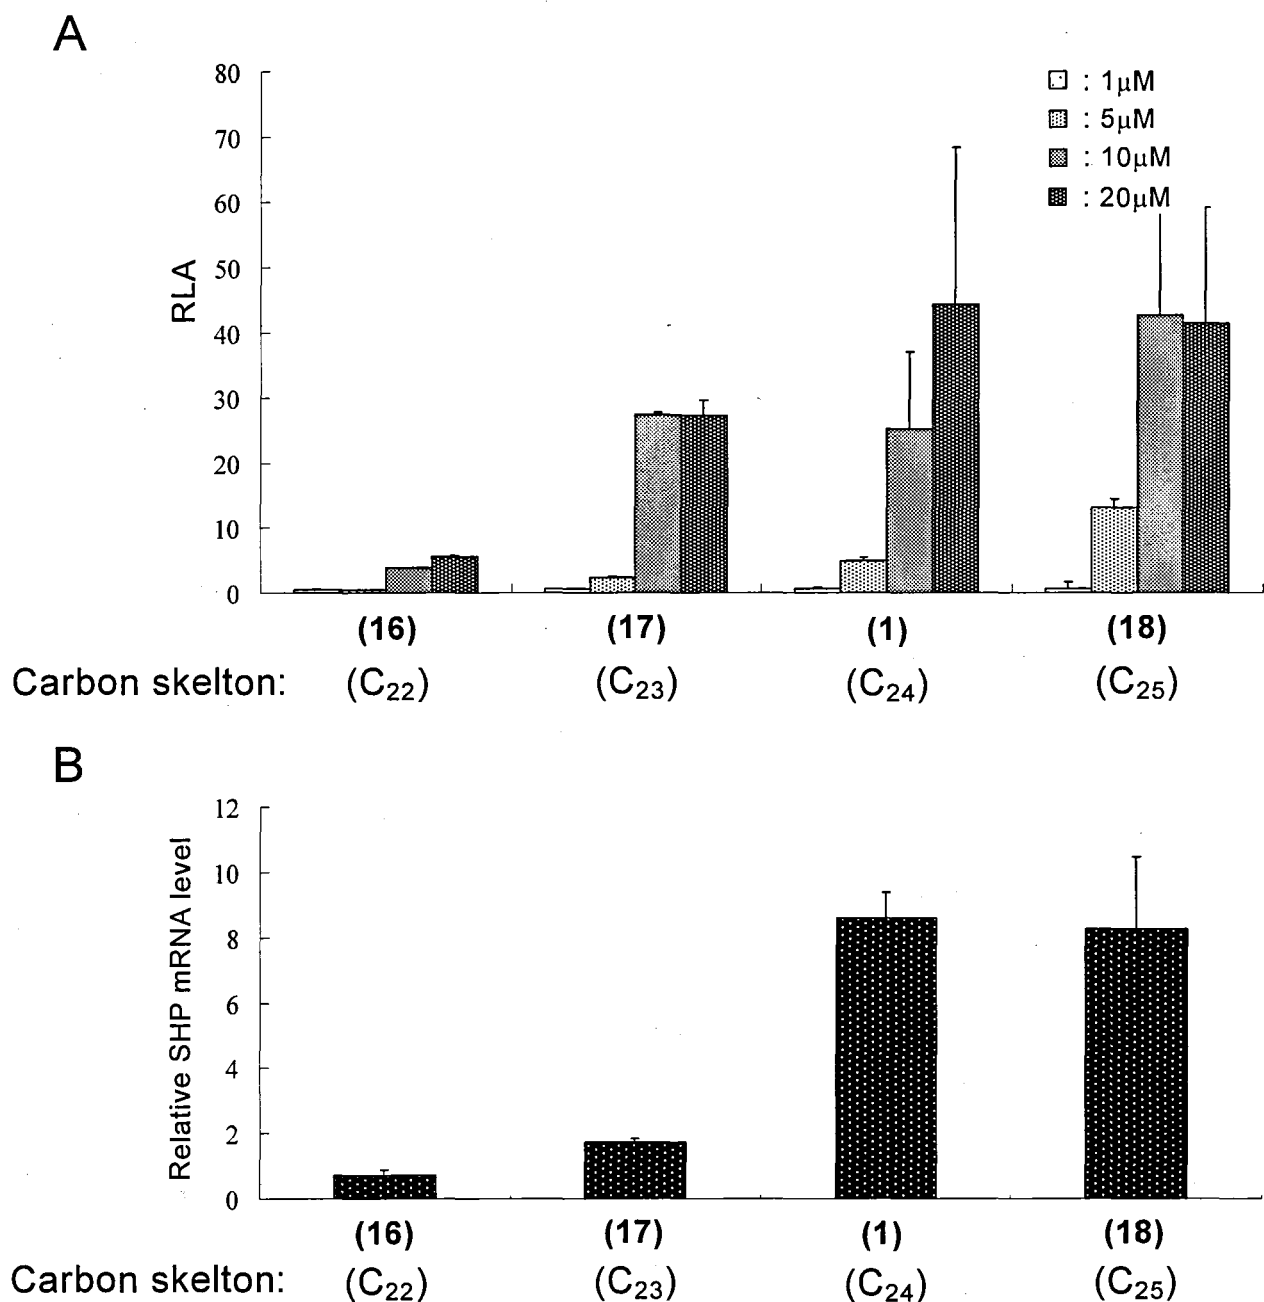 A
80
70
60
50
40
30
20
10
0
RLA
: 1μM
: 5μM
: 10μM
: 20μM
(16) (17) (1) (18)
Carbon skelton: (C22) (C23) (C24) (C25)
B
12
10
8
6
4
2
0
Relative SHP mRNA level
(16) (17) (1) (18)
Carbon skelton: (C22) (C23) (C24) (C25)